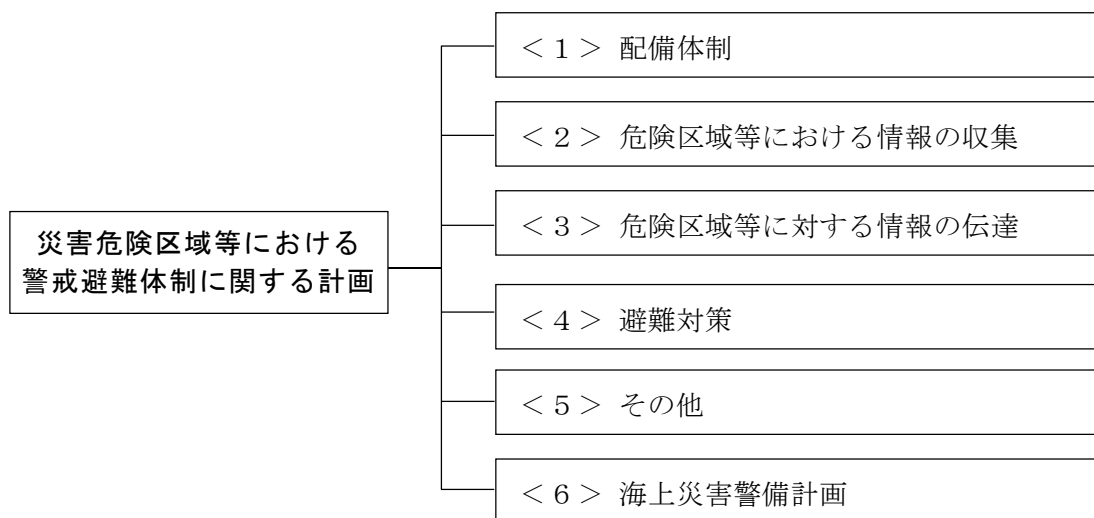 ＜１＞ 配備体制
＜２＞ 危険区域等における情報の収集
＜３＞ 危険区域等に対する情報の伝達
災害危険区域等における
警戒避難体制に関する計画
＜４＞ 避難対策
＜５＞ その他
＜６＞ 海上災害警備計画